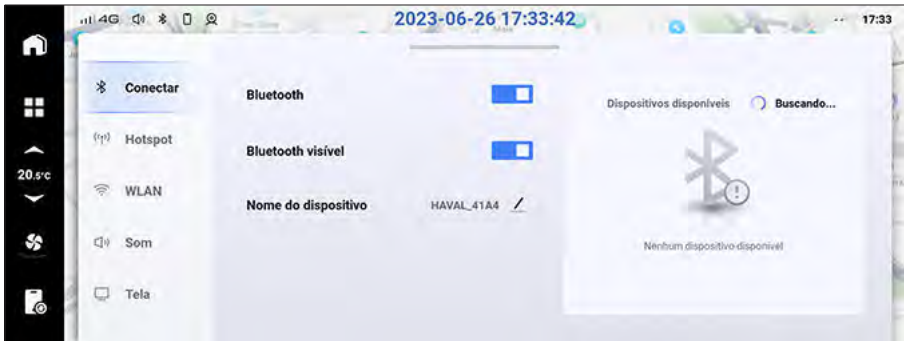 4G
2023-06-26 17:33:42
17:33
20.5°C
Conectar
Hotspot
WLAN
Som
Tela
Bluetooth
Bluetooth visível
Nome do dispositivo HAVAL_41A4
Dispositivos disponíveis Buscando...
Nenhum dispositivo disponível